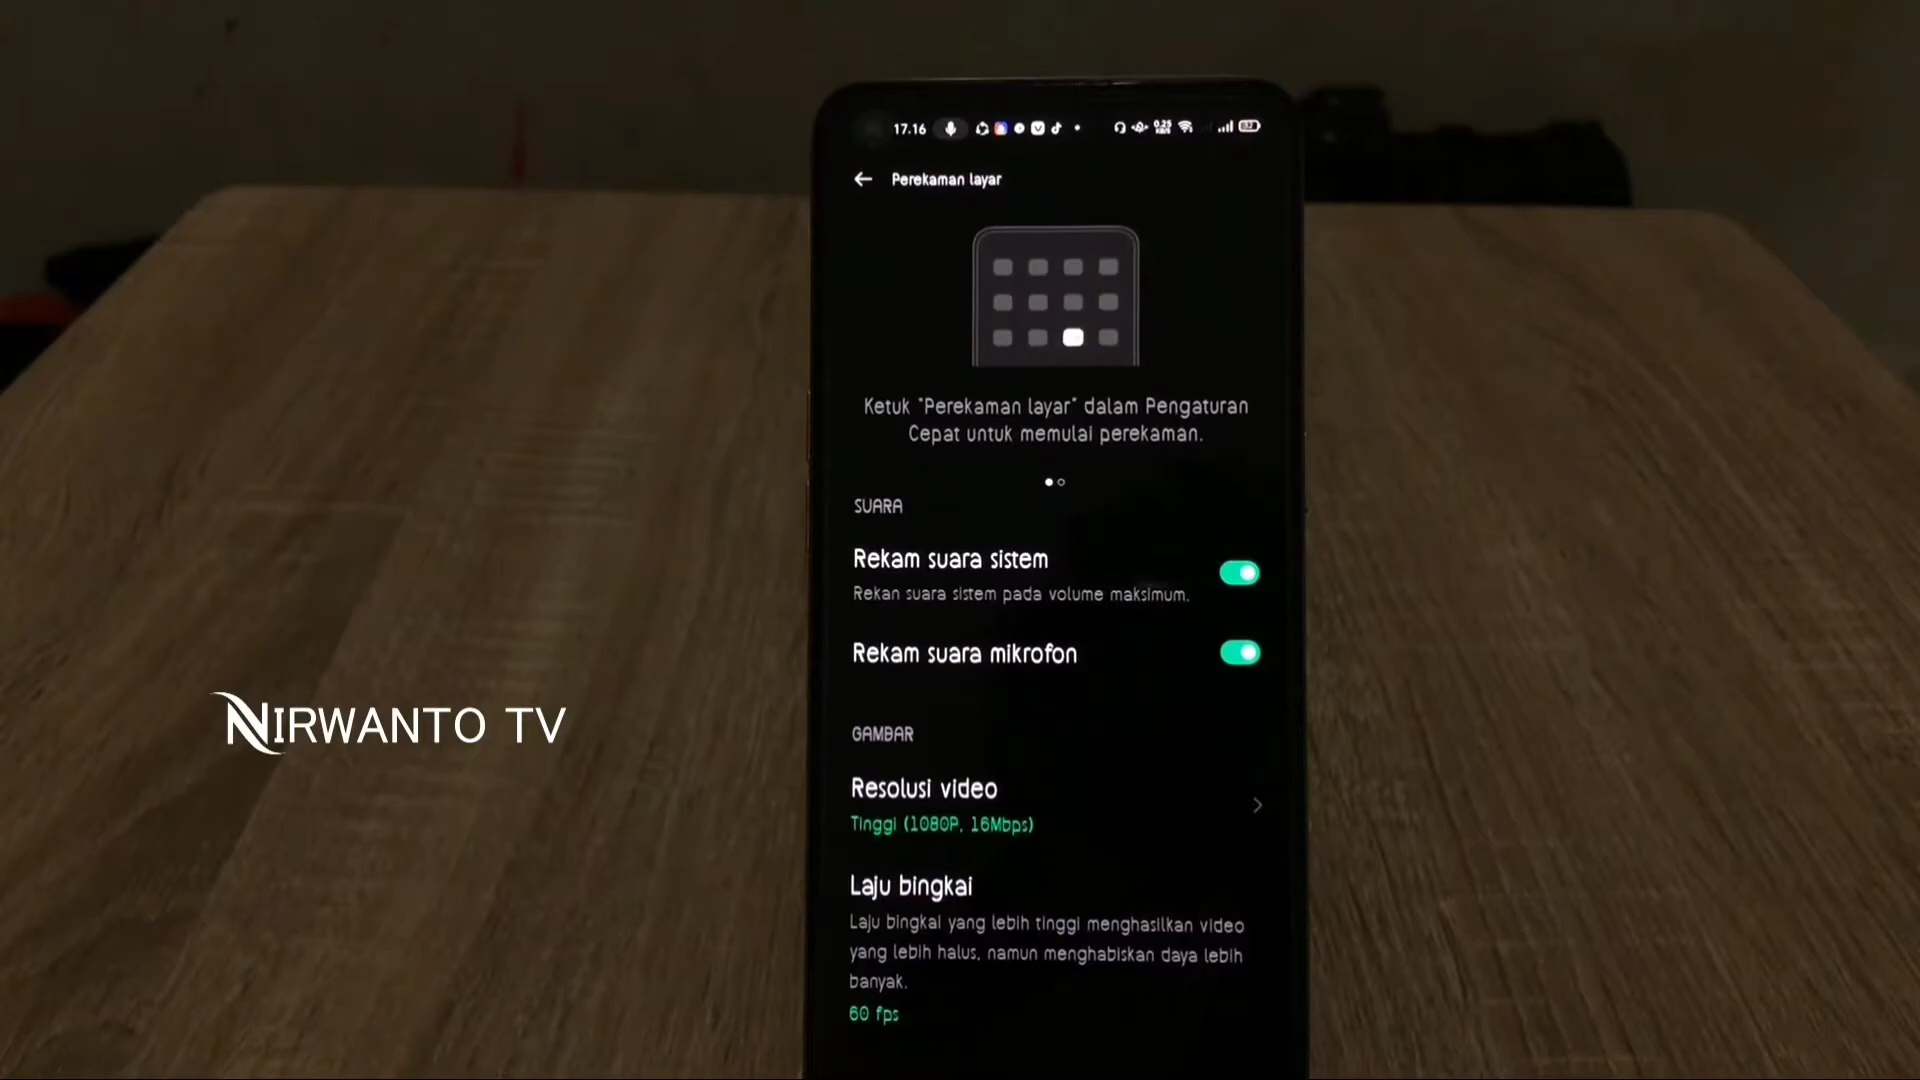 17.16
Perekaman layar
Ketuk "Perekaman layar" dalam Pengaturan
Cepat untuk memulai perekaman.
SUARA
Rekam suara sistem
Rekan suara sistem pada volume maksimum.
Rekam suara mikrofon
NIRWANTO TV
GAMBAR
Resolusi video
Tinggi (1080P, 16Mbps)
Laju bingkai
Laju bingkai yang lebih tinggi menghasilkan video
yang lebih halus, namun menghabiskan daya lebih
banyak.
60 fps